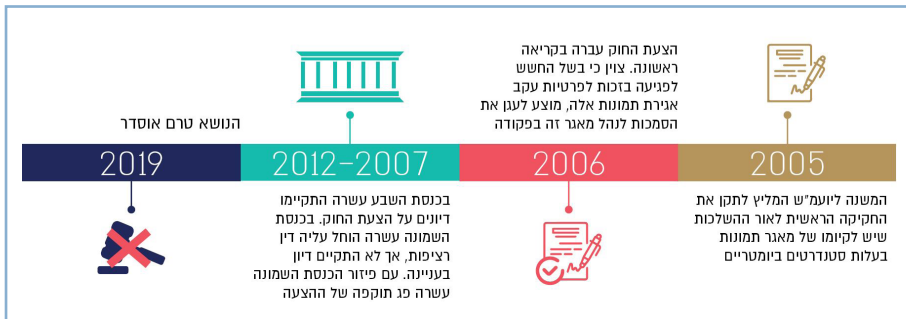 2005
המשנה ליועמ"ש המליץ לתקן את
החקיקה הראשית לאור ההשלכות
שיש לקיומו של מאגר תמונות
בעלות סטנדרטים ביומטריים
הצעת החוק עברה בקריאה
ראשונה. צוין כי בשל החשש
לפגיעה בזכות לפרטיות עקב
אגירת תמונות אלה, מוצע לעגן את
הסמכות לנהל מאגר זה בפקודה
2006
2012-2007
בכנסת השבע עשרה התקיימו
דיונים על הצעת החוק. בכנסת
השמונה עשרה הוחל עליה דין
רציפות, אך לא התקיים דיון
בעניינה. עם פיזור הכנסת השמונה
עשרה פג תוקפה של ההצעה
הנושא טרם אוסדר
2019